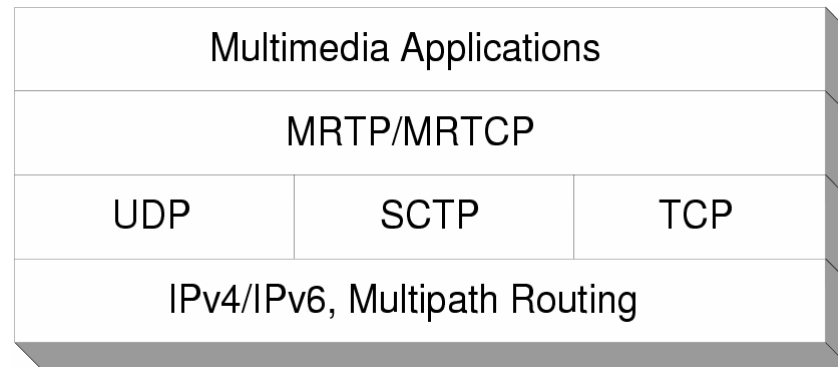 Multimedia Applications
MRTP/MRTCP
UDP SCTP TCP
IPv4/IPv6, Multipath Routing